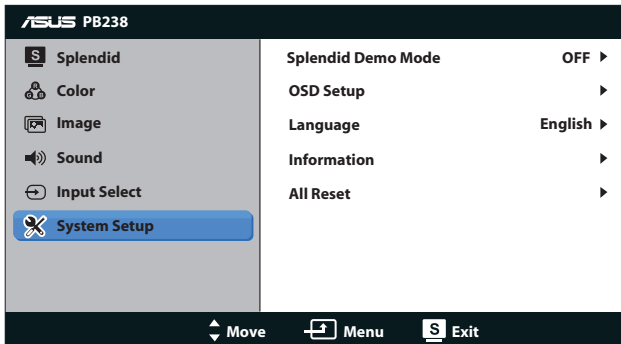 ASUS PB238
S Splendid
Color
Image
Sound
Input Select
System Setup
Splendid Demo Mode OFF
OSD Setup
Language English
Information
All Reset
Move Menu S Exit